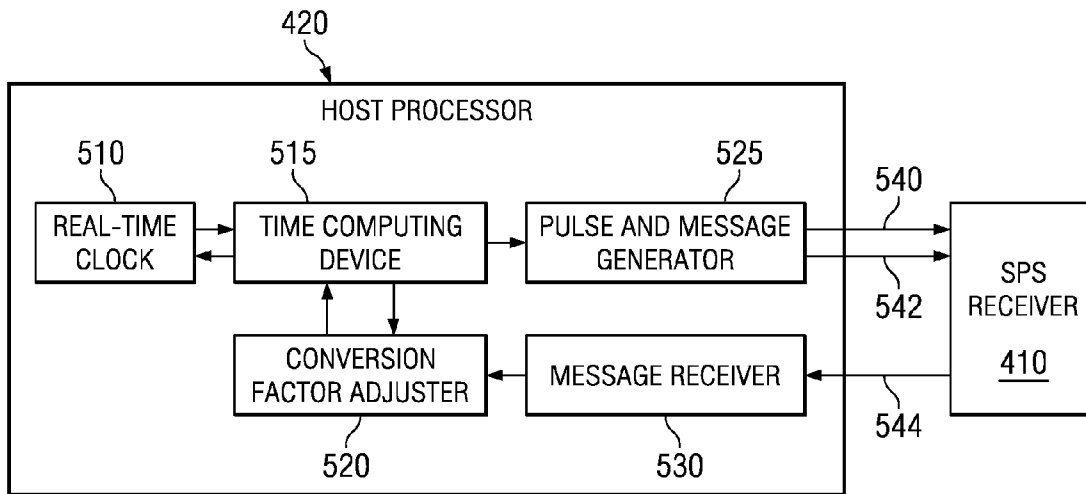 420
HOST PROCESSOR
510
515
525
540
REAL-TIME
CLOCK
TIME COMPUTING
DEVICE
PULSE AND MESSAGE
GENERATOR
542
SPS
RECEIVER
410
CONVERSION
FACTOR ADJUSTER
MESSAGE RECEIVER
544
520
530